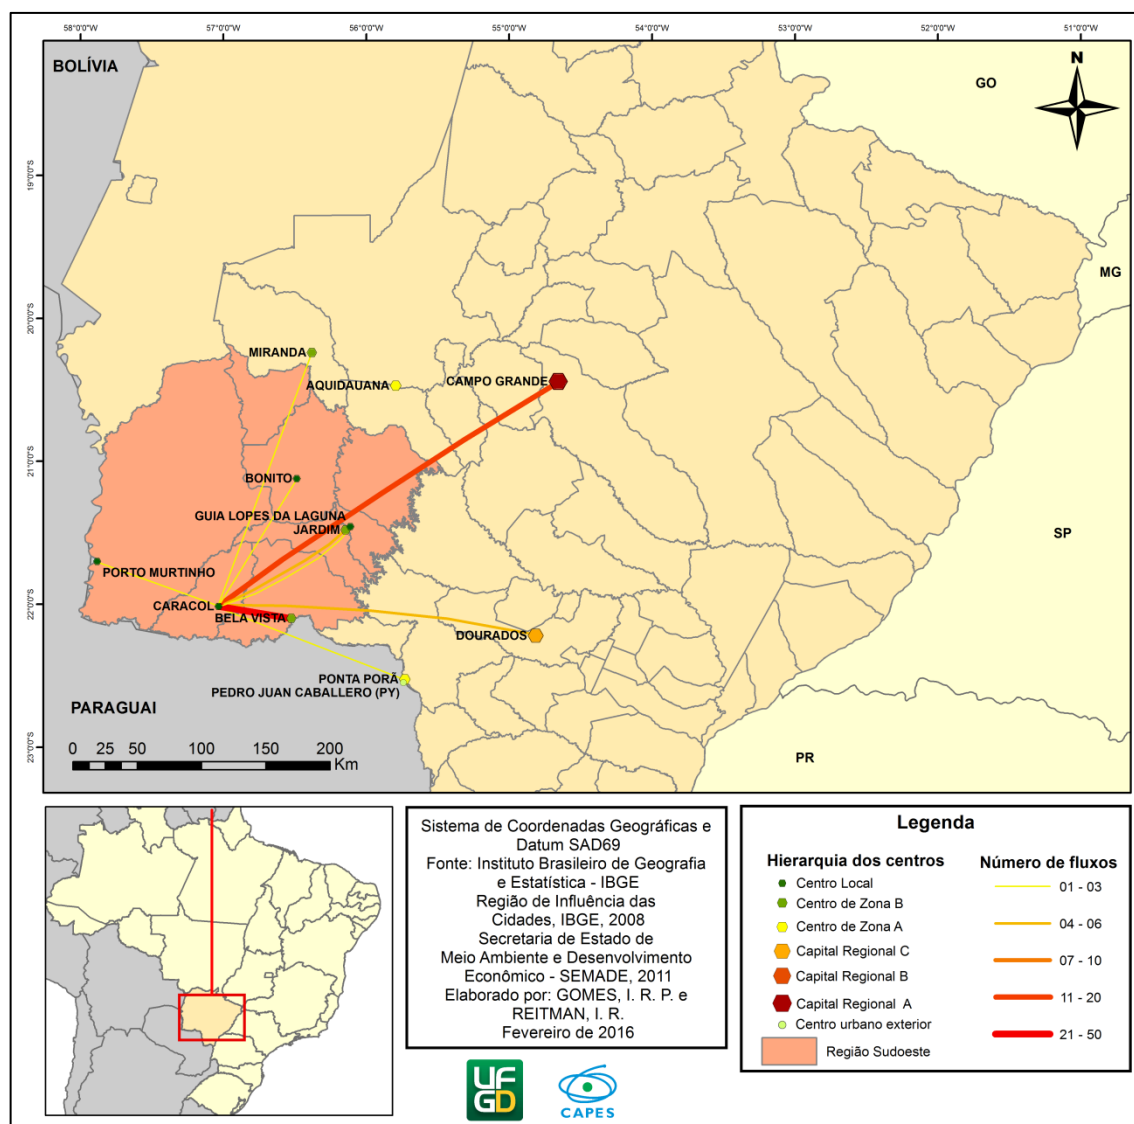 58°0'0"W 57°0'0"W 56°0'0"W 55°0'0"W 54°0'0"W 53°0'0"W 52°0'0"W 51°0'0"W
BOLÍVIA
N
GO
19°0'0"S
MG
20°0'0"S
MIRANDA
AQUIDAUANA
CAMPO GRANDE
21°0'0"S
BONITO
GUIA LOPES DA LAGUNA
JARDIM
SP
PORTO MURTINHO
22°0'0"S
CARACOL
BELA VISTA
DOURADOS
PONTA PORÃ
PEDRO JUAN CABALLERO (PY)
PARAGUAI
23°0'0"S
PR
0 25 50 100 150 200
Km
Sistema de Coordenadas Geográficas e
Datum SAD69
Fonte: Instituto Brasileiro de Geografia
e Estatística - IBGE
Região de Influência das
Cidades, IBGE, 2008
Secretaria de Estado de
Meio Ambiente e Desenvolvimento
Econômico - SEMADE, 2011
Elaborado por: GOMES, I. R. P. e
REITMAN, I. R.
Fevereiro de 2016
UF
GD
CAPES
Legenda
Hierarquia dos centros
Centro Local
Centro de Zona B
Centro de Zona A
Capital Regional C
Capital Regional B
Capital Regional A
Centro urbano exterior
Região Sudoeste
Número de fluxos
01 - 03
04 - 06
07 - 10
11 - 20
21 - 50